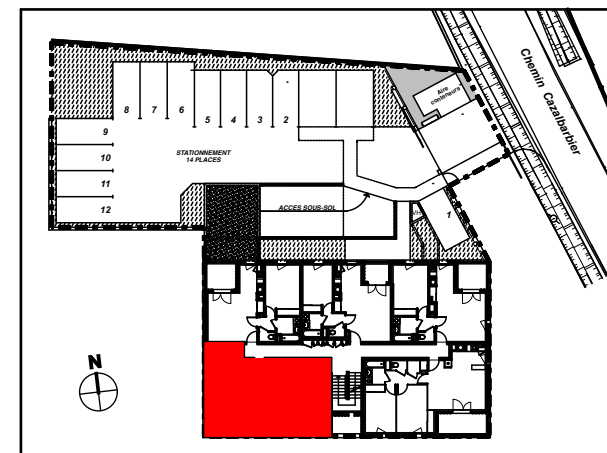 Chemin Cazalbarbier
Aire
conteneurs
8 7 6 5 4 3 2
9
10
11
12
STATIONNEMENT
14 PLACES
ACCES SOUS-SOL
1
N